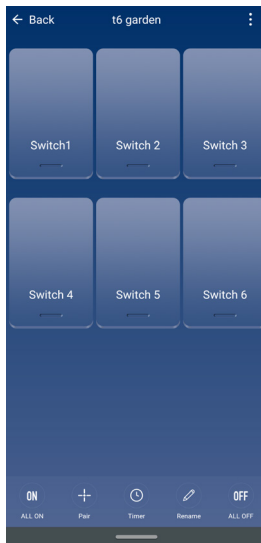 Back t6 garden
Switch1 Switch 2 Switch 3
Switch 4 Switch 5 Switch 6
ON OFF
ALL ON Pair Timer Rename ALL OFF